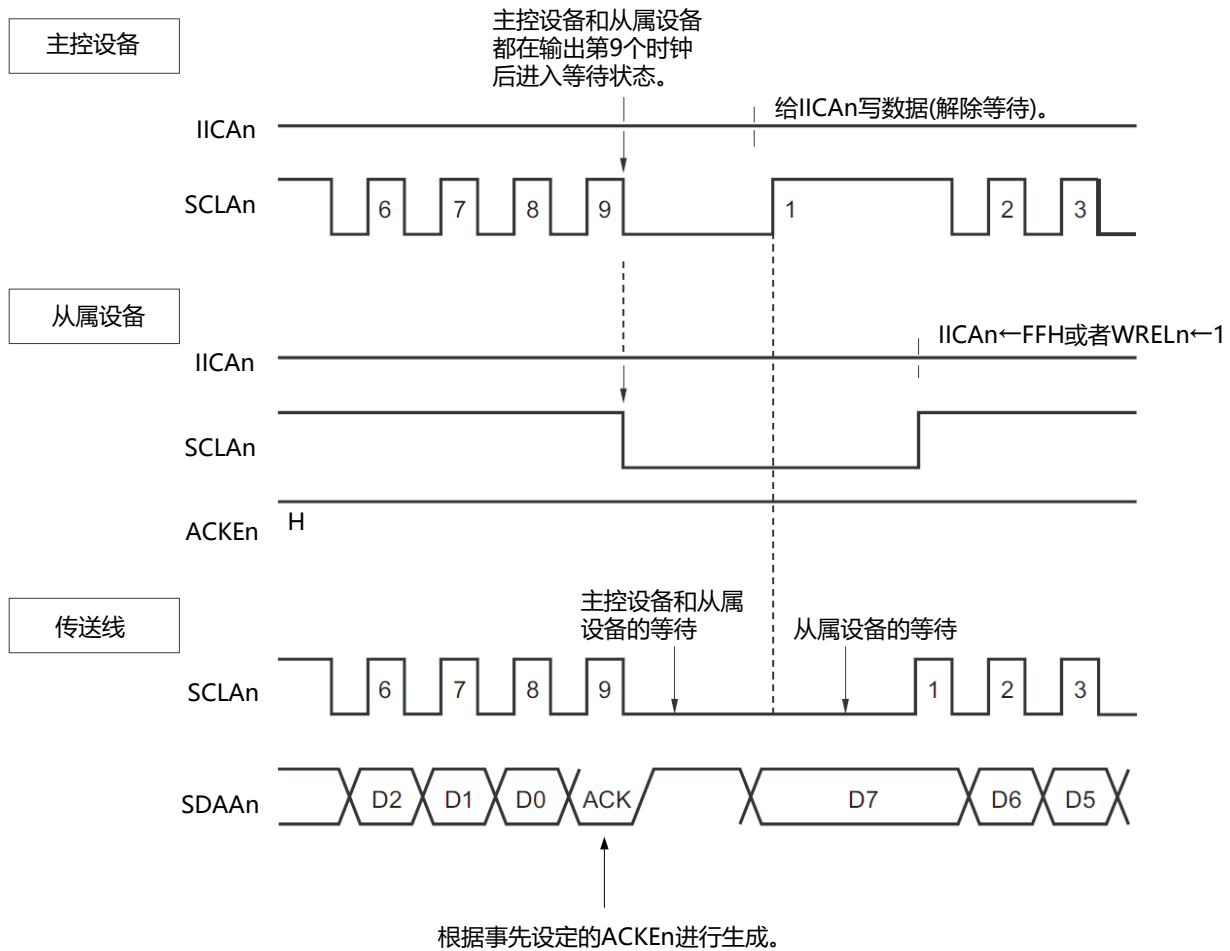 主控设备
主控设备和从属设备
都在输出第9个时钟
后进入等待状态。
给IICAn写数据(解除等待)。
IICAn
SCLAn
6
7
8
9
1
2
3
从属设备
IICAn←FFH或者WRELn←1
IICAn
SCLAn
ACKEn
H
传送线
主控设备和从属
设备的等待
从属设备的等待
SCLAn
6
7
8
9
1
2
3
SDAAn
D2
D1
D0
ACK
D7
D6
D5
根据事先设定的ACKEn进行生成。